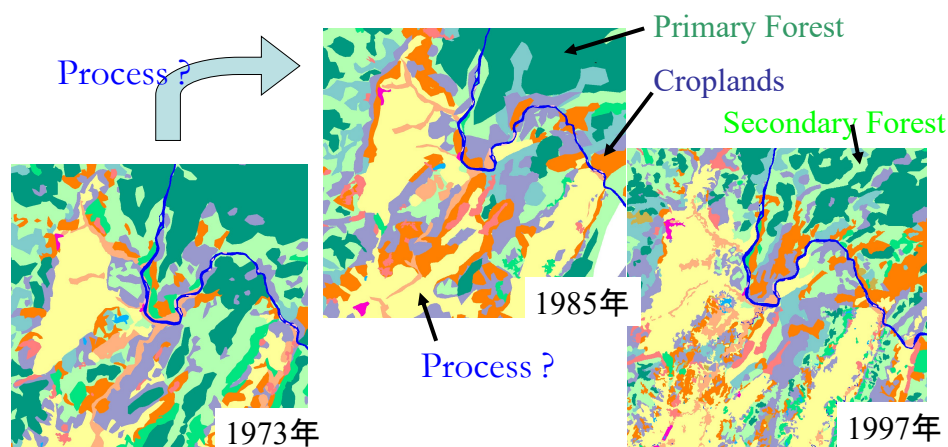 Primary Forest
Process ?
Croplands
Secondary Forest
1985年
Process ?
1973年
1997年